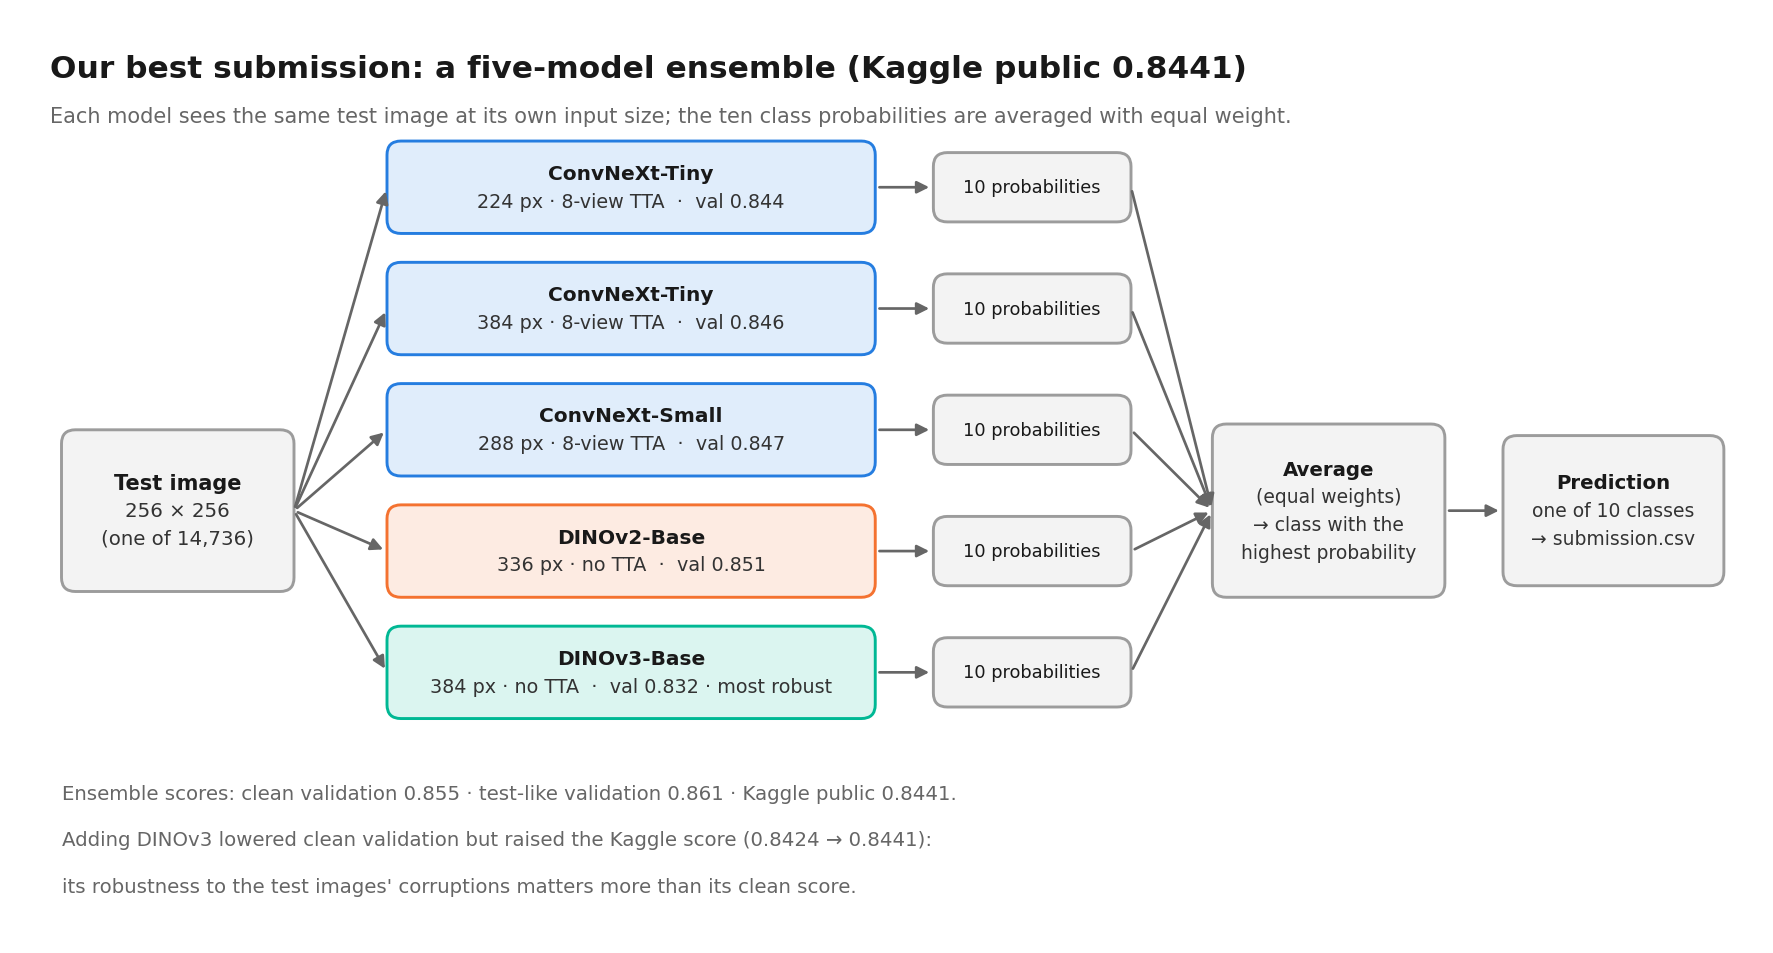 Our best submission: a five-model ensemble (Kaggle public 0.8441)
Each model sees the same test image at its own input size; the ten class probabilities are averaged with equal weight.
Test image
256 × 256
(one of 14,736)
ConvNeXt-Tiny
224 px · 8-view TTA  ·  val 0.844
10 probabilities
ConvNeXt-Tiny
384 px · 8-view TTA  ·  val 0.846
10 probabilities
ConvNeXt-Small
288 px · 8-view TTA  ·  val 0.847
10 probabilities
DINOv2-Base
336 px · no TTA  ·  val 0.851
10 probabilities
DINOv3-Base
384 px · no TTA  ·  val 0.832 · most robust
10 probabilities
Average
(equal weights)
→ class with the
highest probability
Prediction
one of 10 classes
→ submission.csv
Ensemble scores: clean validation 0.855 · test-like validation 0.861 · Kaggle public 0.8441.
Adding DINOv3 lowered clean validation but raised the Kaggle score (0.8424 → 0.8441):
its robustness to the test images' corruptions matters more than its clean score.